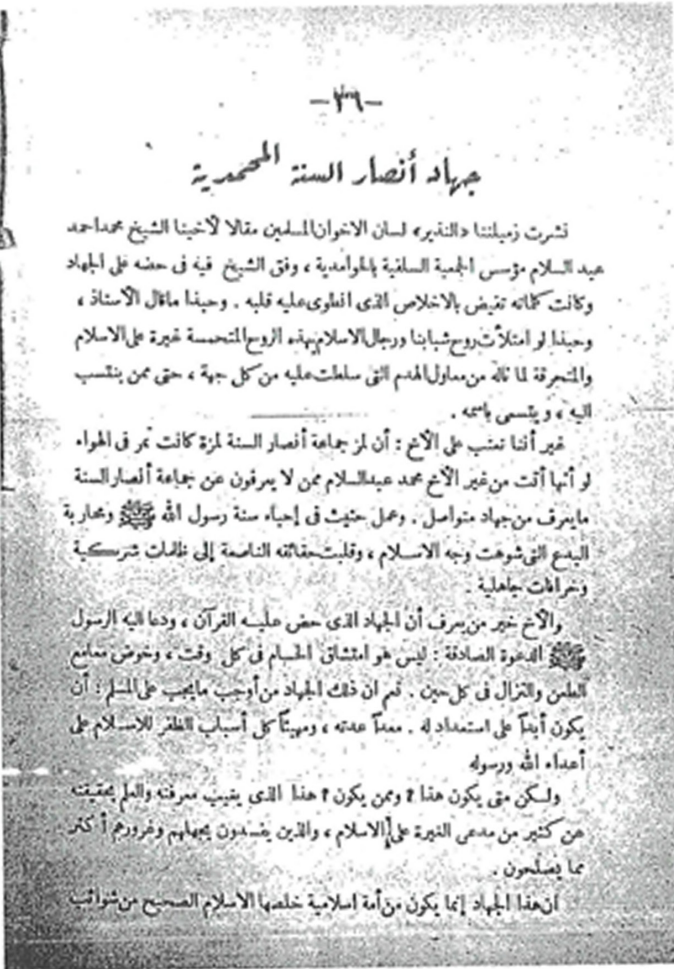 —٣٦—
جهاد أنصار السنة المحمدية
نشرت زميلتنا «النذير» لسان الاخوان المسلمين مقالا لأخينا الشيخ محمد احمد
عبد السلام مؤسس الجمعية السلفية بالحوامدية ، وفق الشيخ فيه فى حضه على الجهاد
وكانت كلماته تفيض بالاخلاص الذى انطوى عليه قلبه . وحبذا ماقال الأستاذ ،
وحبذا لو امتلأت روح شبابنا ورجال الاسلام بهذه الروح المتحمسة غيرة على الاسلام
والمتحرقة لما ناله من معاول الهدم التى سلطت عليه من كل جهة ، حتى ممن ينتسب
اليه ، ويتسمى باسمه .
غير أننا نعتب على الأخ : أن لمز جماعة أنصار السنة لمزة كانت تمر فى الهواء
لو أنها أتت من غير الأخ محمد عبد السلام ممن لا يعرفون عن جماعة أنصار السنة
مايعرف من جهاد متواصل . وعمل حثيث فى إحياء سنة رسول الله ﷺ ومحاربة
البدع التى شوهت وجه الاسلام ، وقلبت حقائقه الناصعة إلى ظلمات شركية
وخرافات جاهلية .
والأخ خير من يعرف أن الجهاد الذى حض عليه القرآن ، ودعا اليه الرسول
ﷺ الدعوة الصادقة : ليس هو امتشاق الحسام فى كل وقت ، وخوض معامع
الطعن والنزال فى كل حين . نعم ان ذلك الجهاد من أوجب مايجب على المسلم : أن
يكون أبداً على استعداد له . معداً عدته ، ومهيئاً كل أسباب الظفر للاسلام على
أعداء الله ورسوله
ولكن متى يكون هذا ؟ وممن يكون ؟ هذا الذى يغيب معرفته والعلم بحقيقته
عن كثير من مدعى الغيرة على الاسلام ، والذين يفسدون بجهلهم وغرورهم أكثر
مما يصلحون .
ان هذا الجهاد إنما يكون من أمة اسلامية خلصها الاسلام الصحيح من شوائب